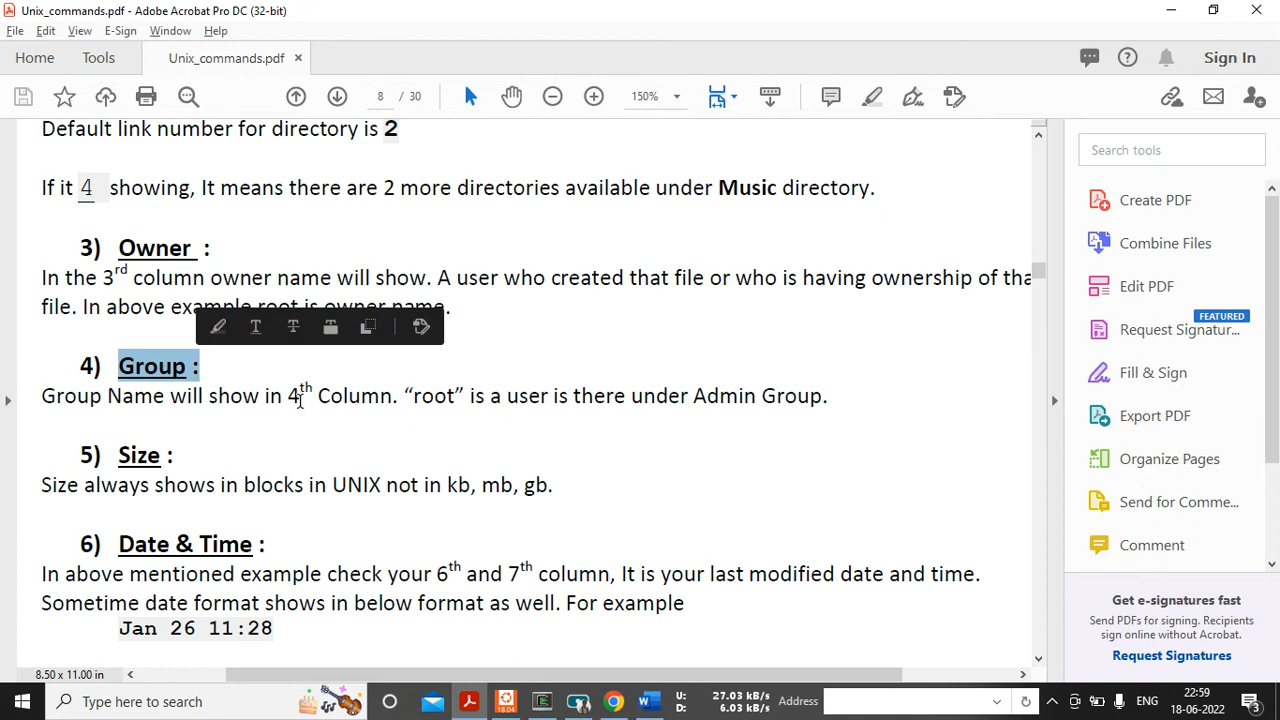 Unix_commands.pdf - Adobe Acrobat Pro DC (32-bit)
File Edit View E-Sign Window Help
Home Tools Unix_commands.pdf × Sign In
8 / 30 150%
Default link number for directory is 2
If it 4 showing, It means there are 2 more directories available under Music directory.
3) Owner :
In the 3rd column owner name will show. A user who created that file or who is having ownership of tha
file. In above example root is owner name.
4) Group :
Group Name will show in 4th Column. “root” is a user is there under Admin Group.
5) Size :
Size always shows in blocks in UNIX not in kb, mb, gb.
6) Date & Time :
In above mentioned example check your 6th and 7th column, It is your last modified date and time.
Sometime date format shows in below format as well. For example
Jan 26 11:28
8.50 x 11.00 in
Search tools
Create PDF
Combine Files
Edit PDF
FEATURED
Request Signatur...
Fill & Sign
Export PDF
Organize Pages
Send for Comme...
Comment
Get e-signatures fast
Send PDFs for signing. Recipients
sign online without Acrobat.
Request Signatures
Type here to search
18.04
U: 27.03 kB/s
D: 6.03 kB/s
Address
ENG
22:59
18-06-2022
3